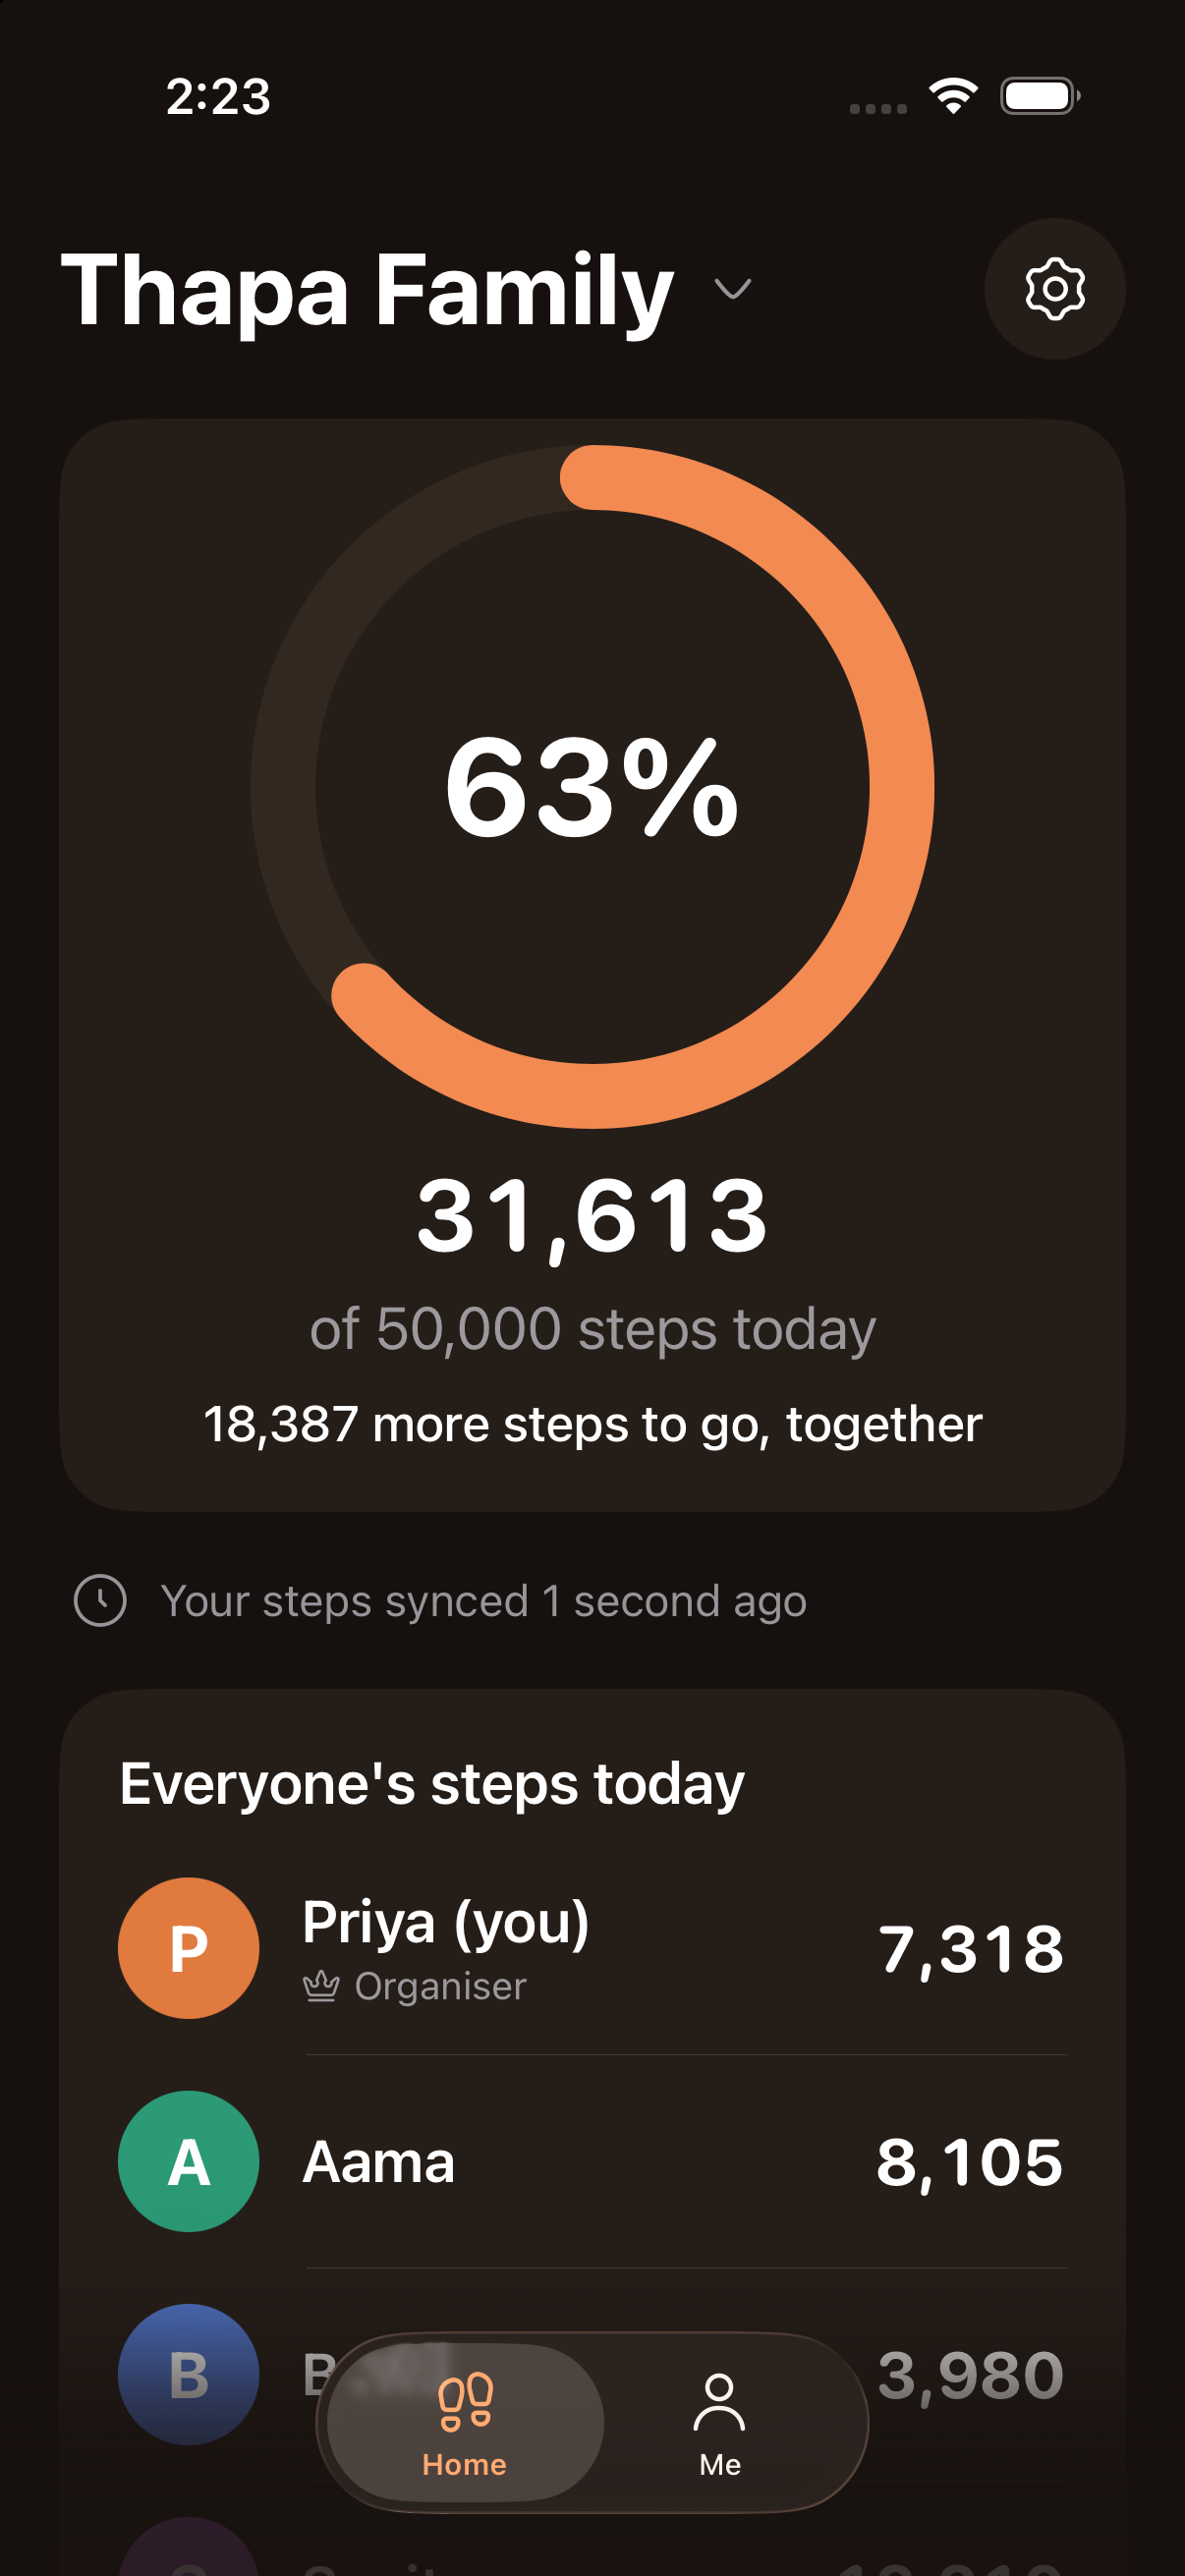 2:23
Thapa Family
63%
31,613
of 50,000 steps today
18,387 more steps to go, together
Your steps synced 1 second ago
Everyone's steps today
P
Priya (you)
7,318
Organiser
A
Aama
8,105
B
3,980
Home
Me